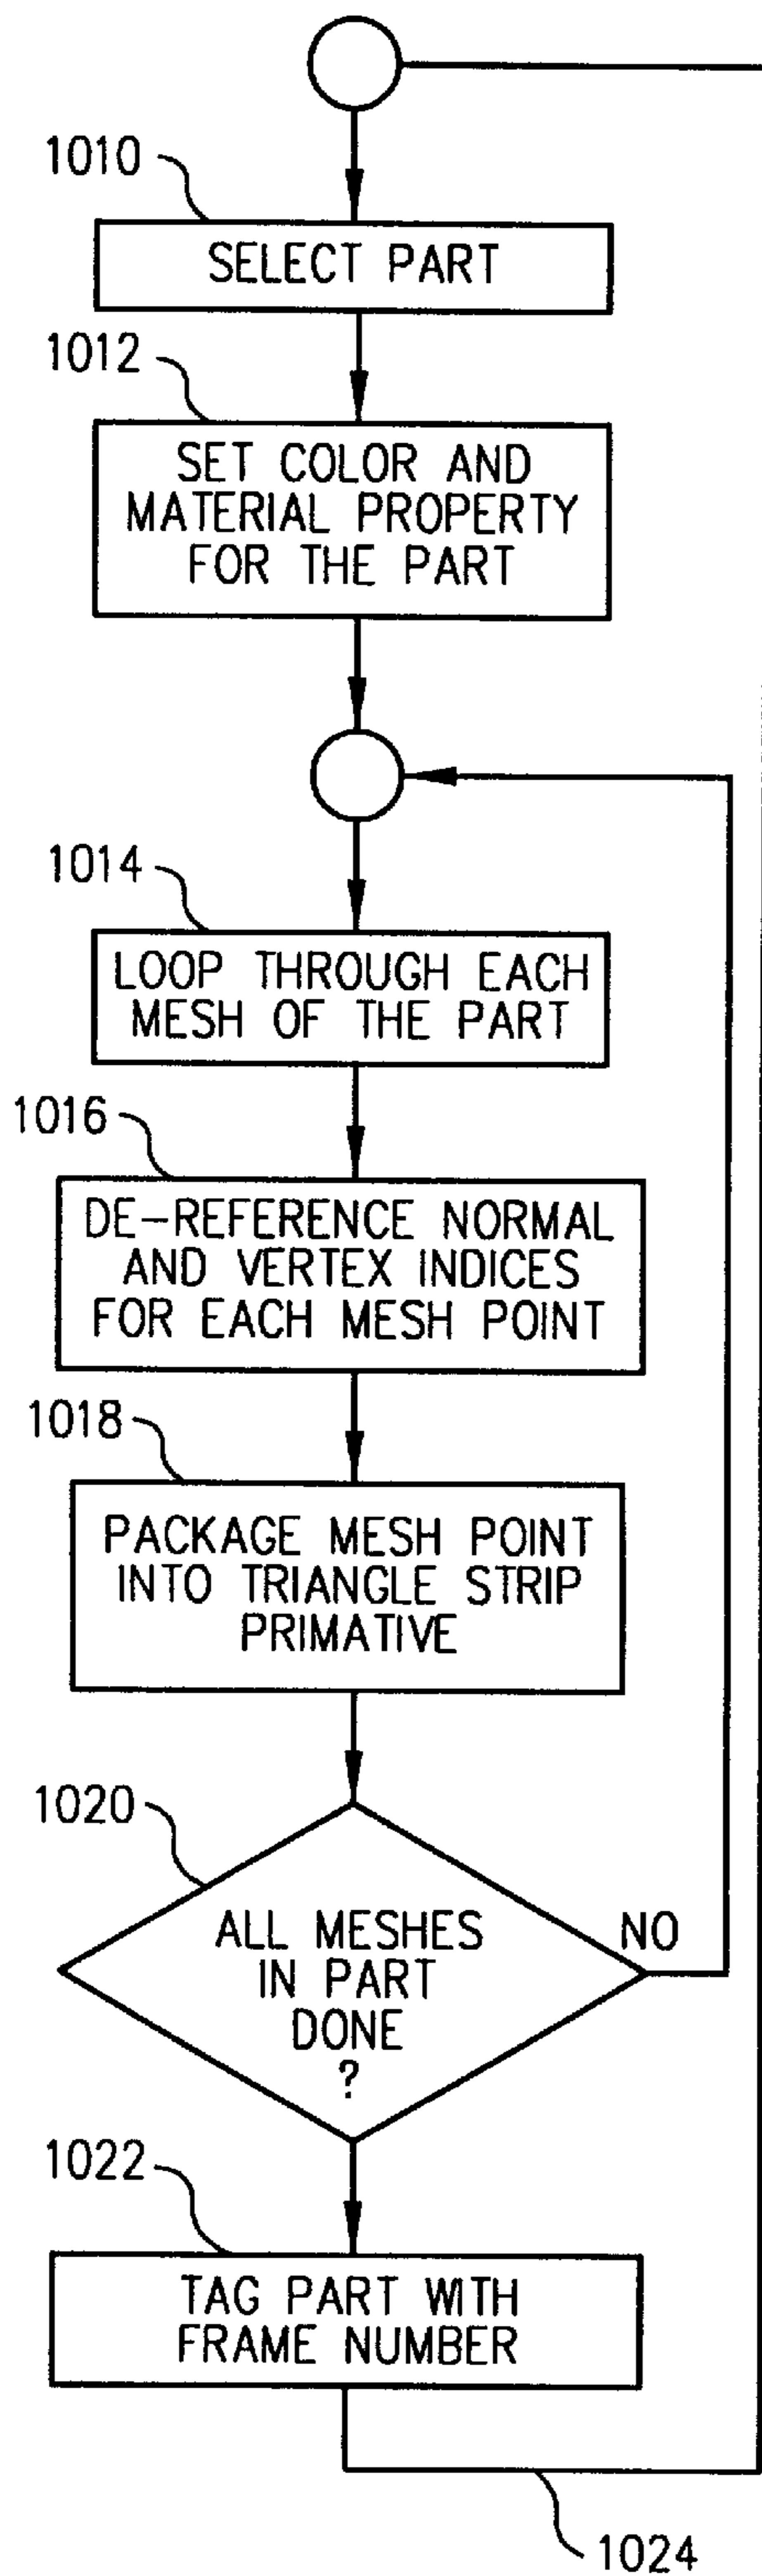 1010
SELECT PART
1012
SET COLOR AND
MATERIAL PROPERTY
FOR THE PART
1014
LOOP THROUGH EACH
MESH OF THE PART
1016
DE-REFERENCE NORMAL
AND VERTEX INDICES
FOR EACH MESH POINT
1018
PACKAGE MESH POINT
INTO TRIANGLE STRIP
PRIMATIVE
1020
ALL MESHES
IN PART
DONE
?
NO
1022
TAG PART WITH
FRAME NUMBER
1024